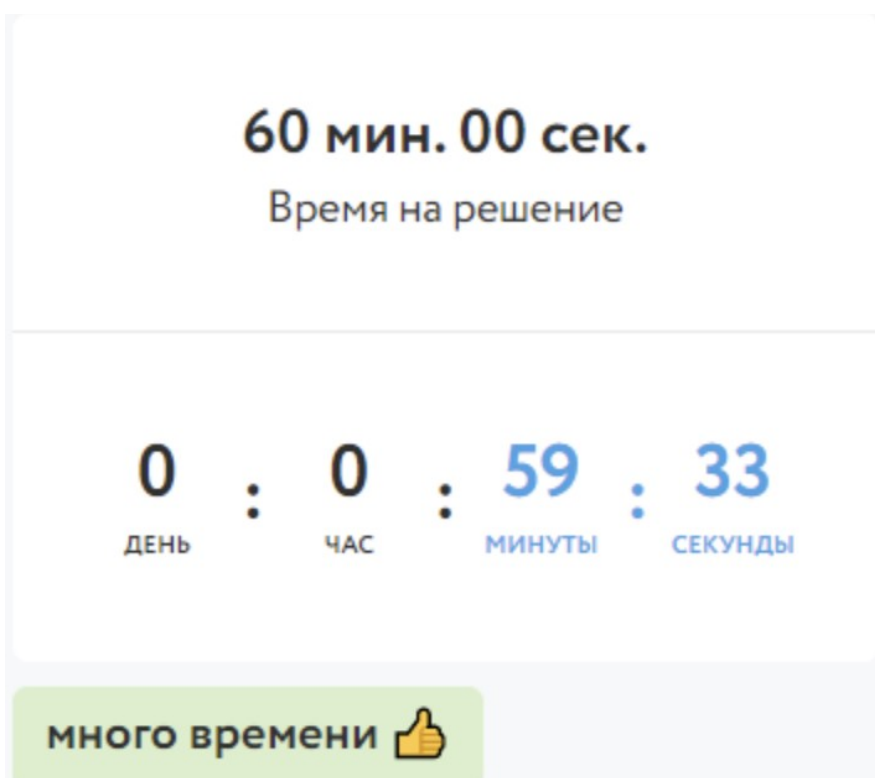 60 мин. 00 сек.
Время на решение
0 : 0 : 59 : 33
ДЕНЬ ЧАС МИНУТЫ СЕКУНДЫ
много времени 👍